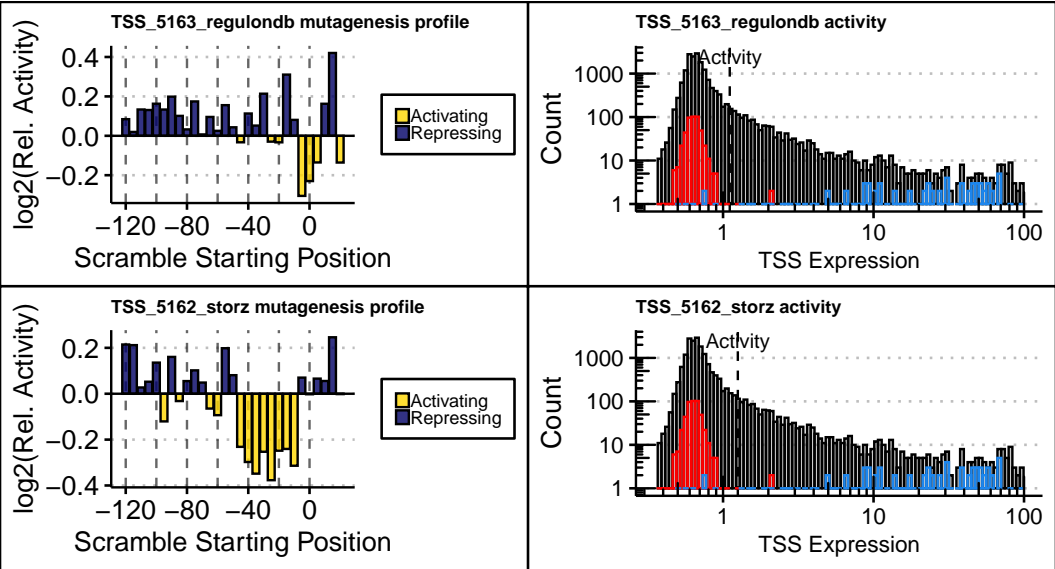 TSS_5163_regulondb mutagenesis profile
log2(Rel. Activity)
0.4
0.2
0.0
−0.2
−120 −80 −40 0
Scramble Starting Position
Activating
Repressing
TSS_5163_regulondb activity
Activity
Count
1000
100
10
1
1 10 100
TSS Expression
TSS_5162_storz mutagenesis profile
log2(Rel. Activity)
0.2
0.0
−0.2
−0.4
−120 −80 −40 0
Scramble Starting Position
Activating
Repressing
TSS_5162_storz activity
Activity
Count
1000
100
10
1
1 10 100
TSS Expression